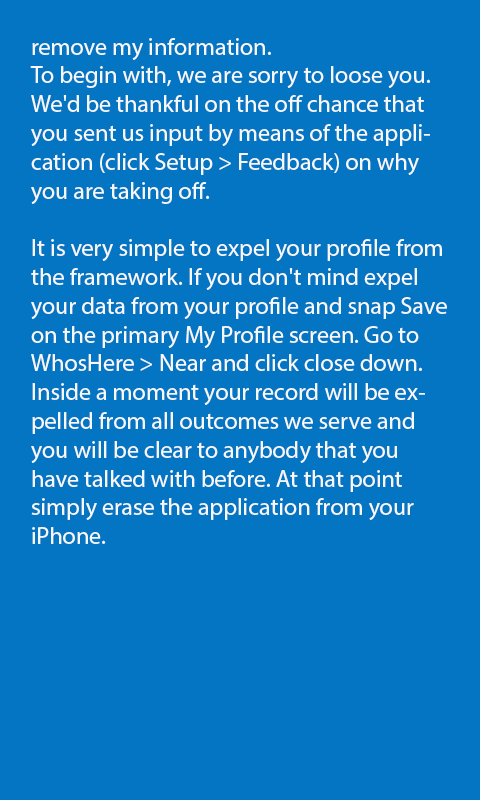 remove my information.
To begin with, we are sorry to loose you.
We'd be thankful on the off chance that
you sent us input by means of the appli-
cation (click Setup > Feedback) on why
you are taking off.
It is very simple to expel your profile from
the framework. If you don't mind expel
your data from your profile and snap Save
on the primary My Profile screen. Go to
WhosHere > Near and click close down.
Inside a moment your record will be ex-
pelled from all outcomes we serve and
you will be clear to anybody that you
have talked with before. At that point
simply erase the application from your
iPhone.